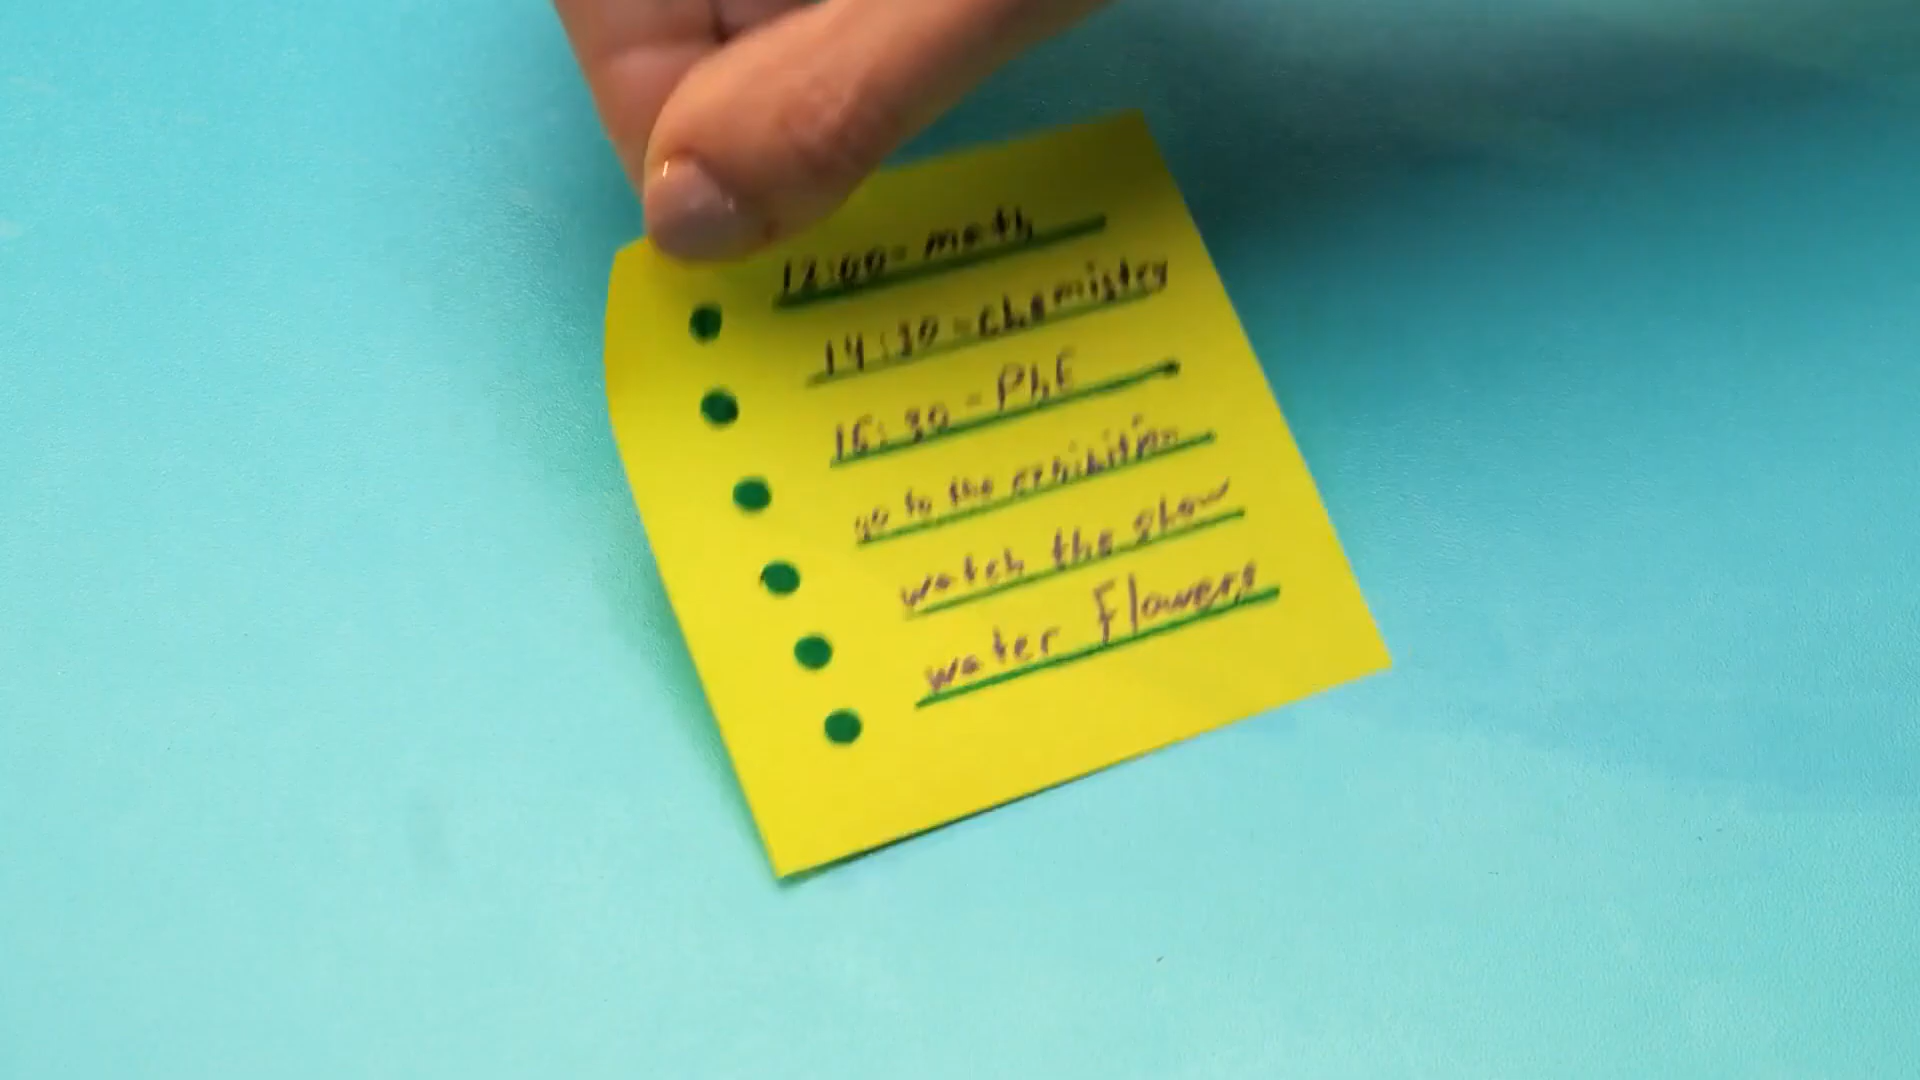 12:00 - math
14:30 - chemistry
16:30 - PhE
go to the exhibition
watch the show
water Flowers